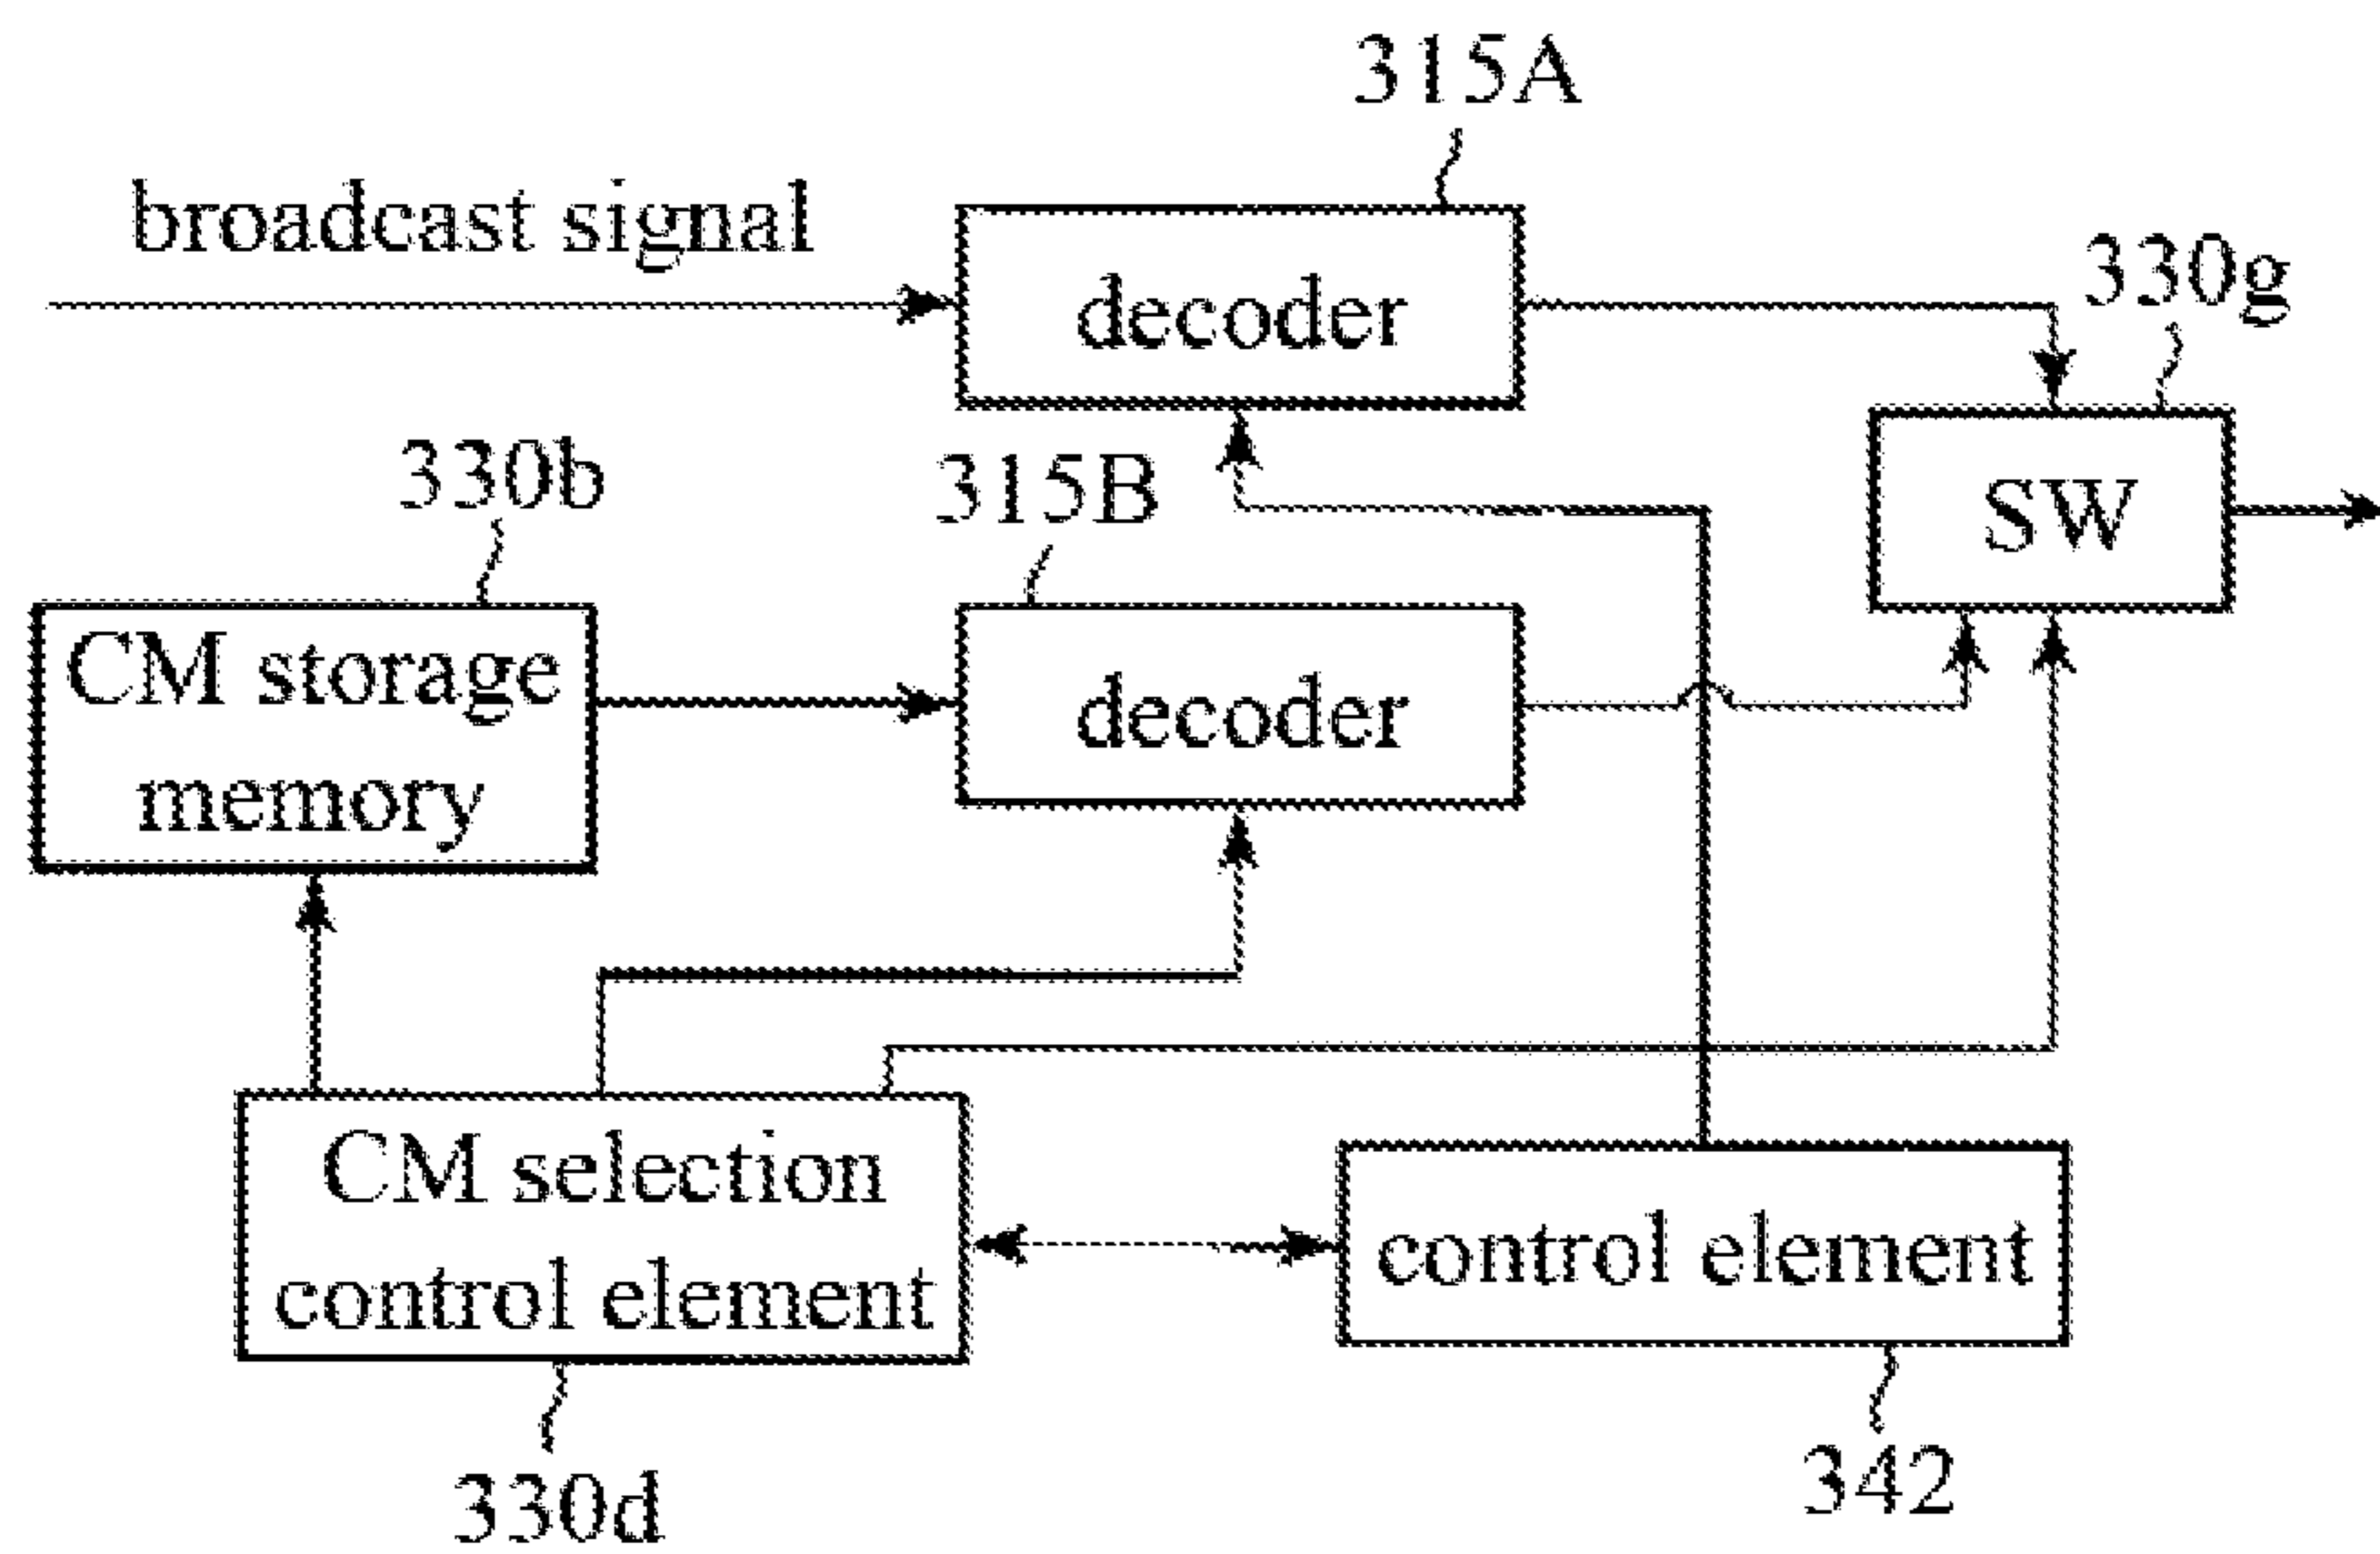 315A
broadcast signal
decoder
330g
330b
315B
SW
CM storage
memory
decoder
CM selection
control element
control element
330d
342